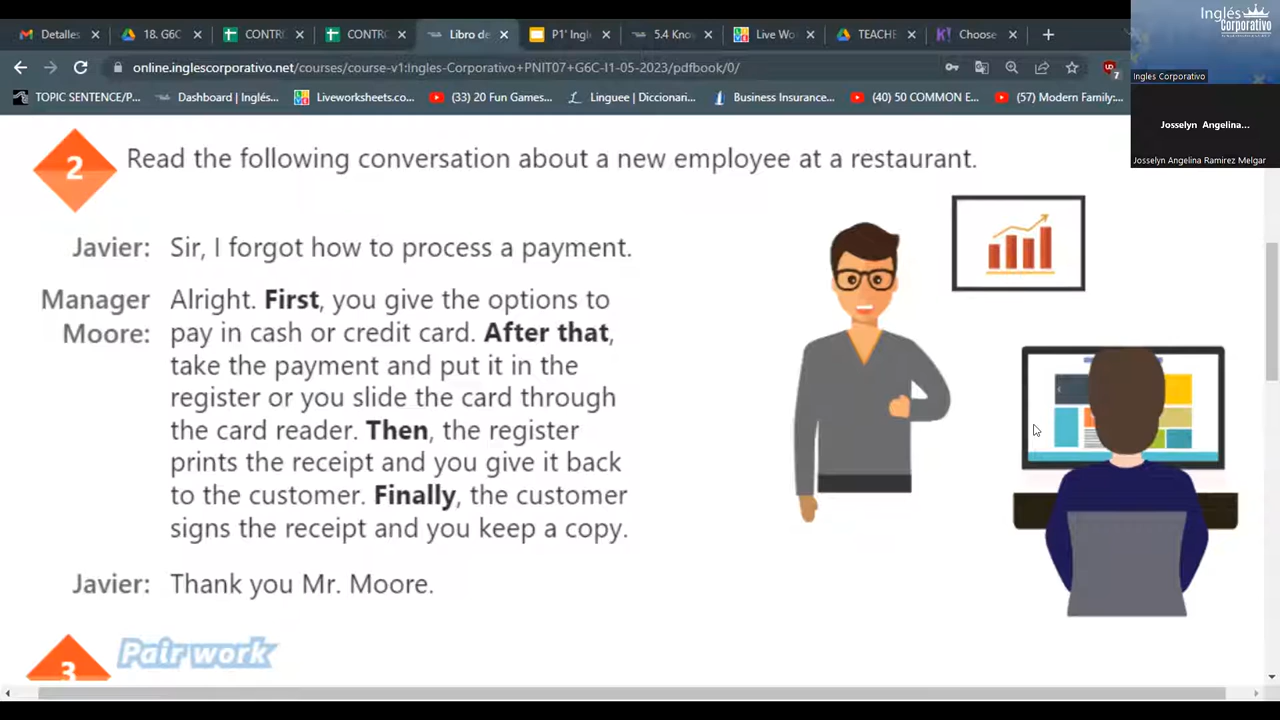 Detalles
18. G6C
CONTR
CONTR
Libro de
P1' Ingl
5.4 Kno
Live Wo
TEACHE
Choose
online.inglescorporativo.net/courses/course-v1:Ingles-Corporativo+PNIT07+G6C-I1-05-2023/pdfbook/0/
TOPIC SENTENCE/P...
Dashboard | Inglés...
Liveworksheets.co...
(33) 20 Fun Games...
Linguee | Diccionari...
Business Insurance...
(40) 50 COMMON E...
(57) Modern Family:...
Inglés
Corporativo
Ingles Corporativo
Josselyn Angelina...
Josselyn Angelina Ramirez Melgar
2
Read the following conversation about a new employee at a restaurant.
Javier: Sir, I forgot how to process a payment.
Manager Alright. First, you give the options to
Moore: pay in cash or credit card. After that,
take the payment and put it in the
register or you slide the card through
the card reader. Then, the register
prints the receipt and you give it back
to the customer. Finally, the customer
signs the receipt and you keep a copy.
Javier: Thank you Mr. Moore.
3
Pair work